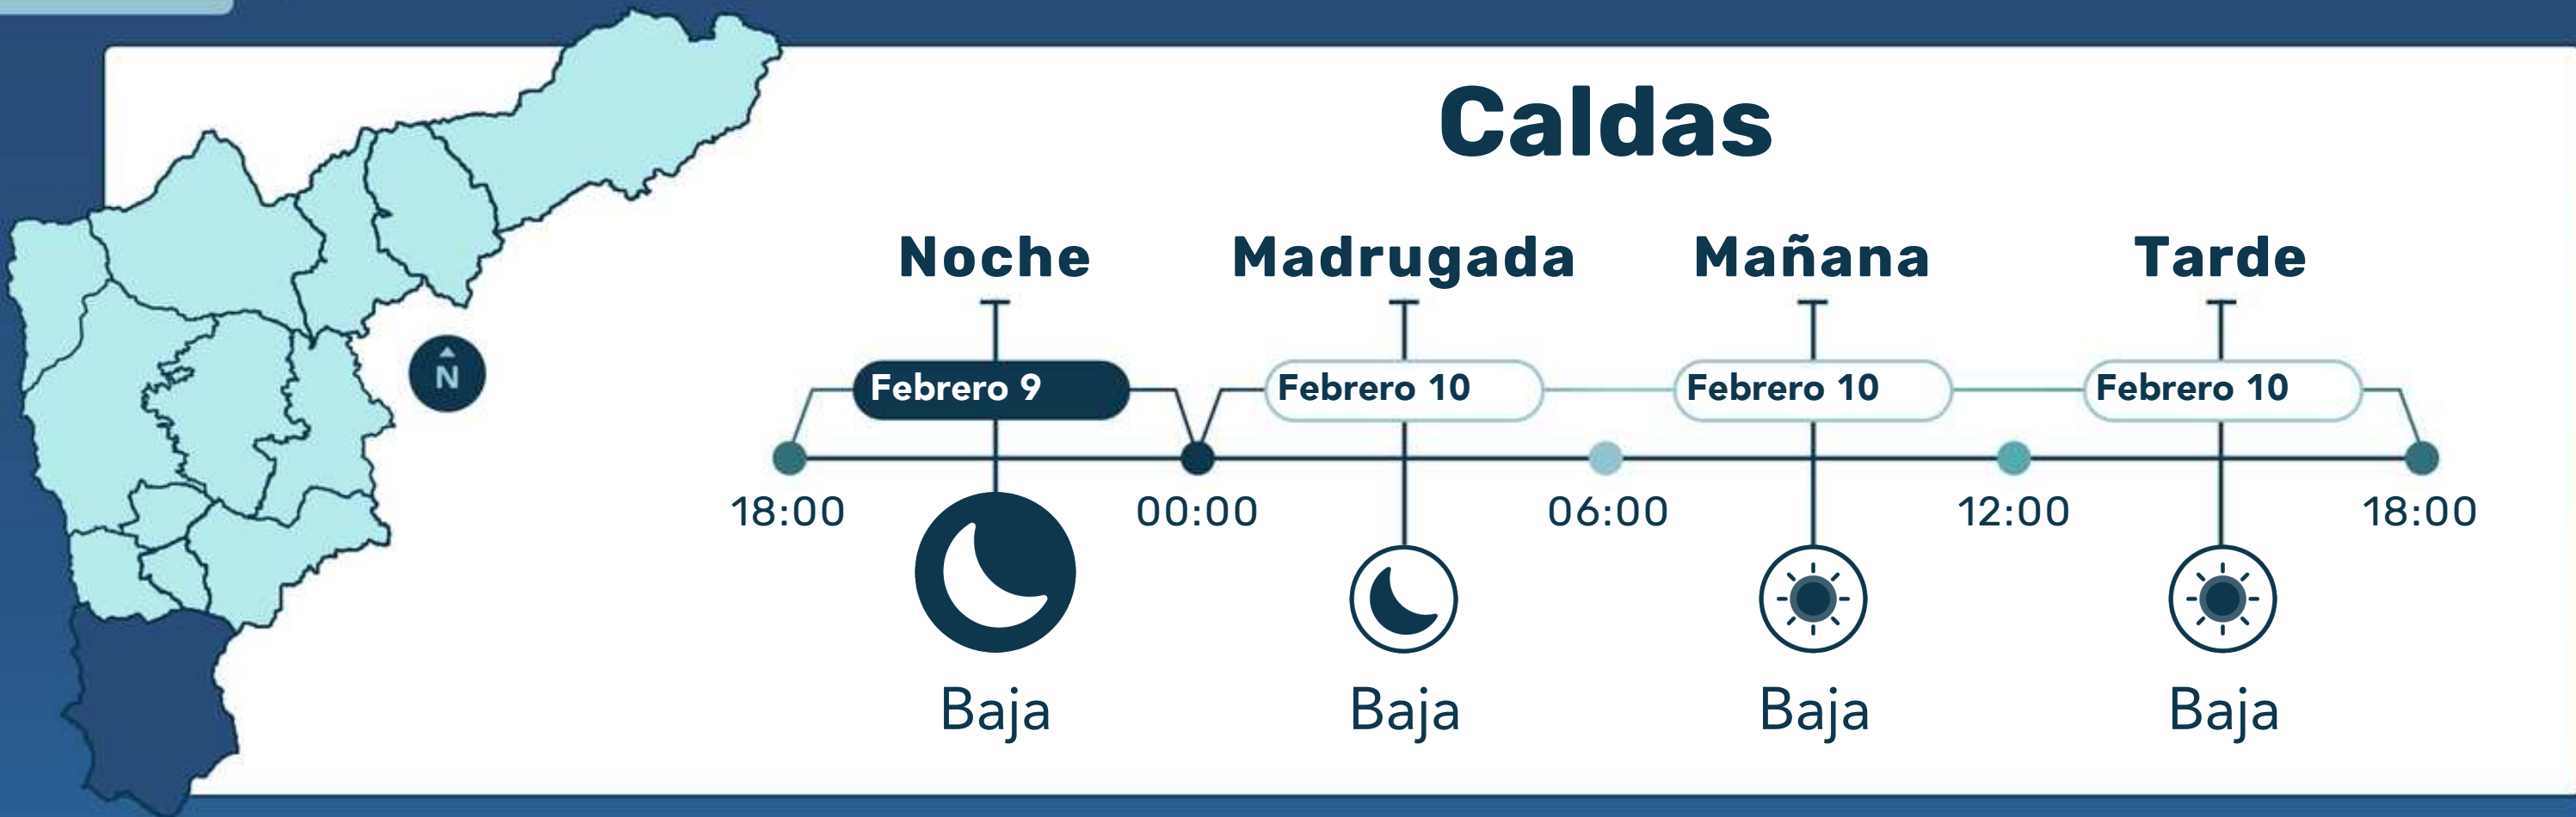 Caldas
Noche Madrugada Mañana Tarde
Febrero 9 Febrero 10 Febrero 10 Febrero 10
N
18:00 00:00 06:00 12:00 18:00
Baja Baja Baja Baja